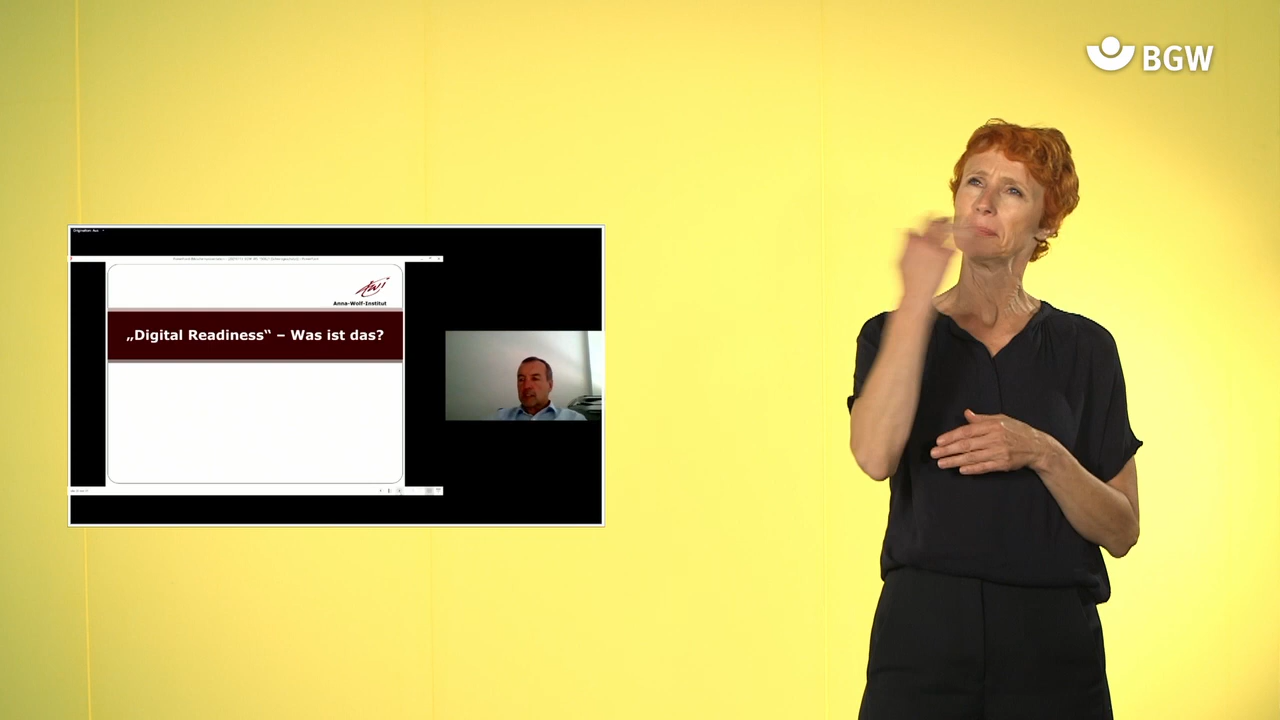 BGW
Anna-Wolf-Institut
„Digital Readiness“ – Was ist das?